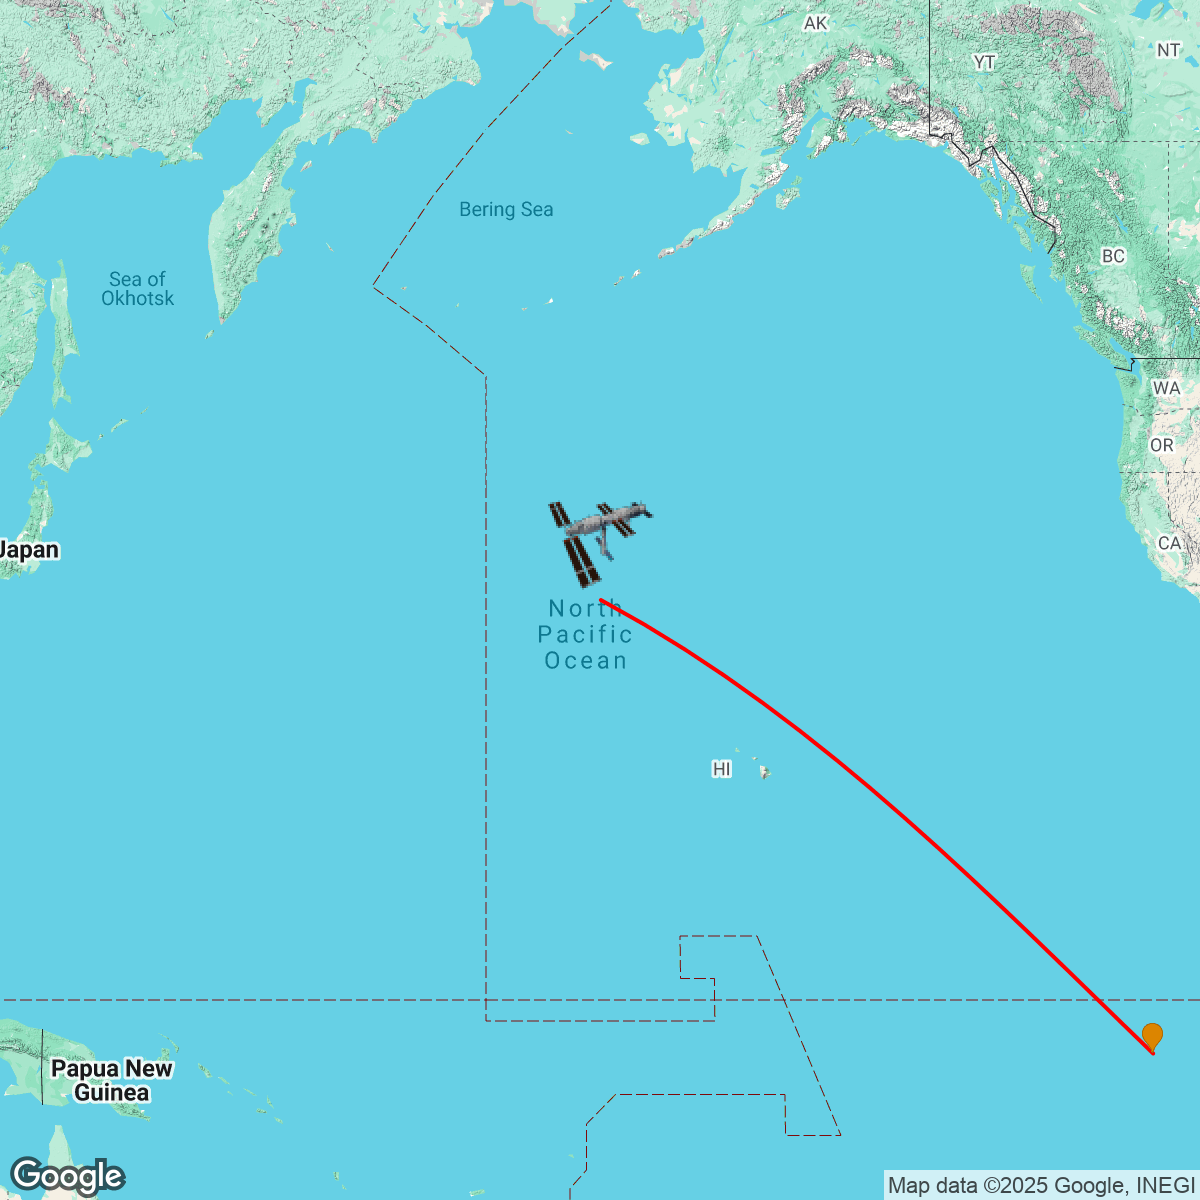 AK
YT
NT
Bering Sea
BC
Sea of
Okhotsk
WA
OR
Japan
CA
North
Pacific
Ocean
HI
Papua New
Guinea
Google
Map data ©2025 Google, INEGI